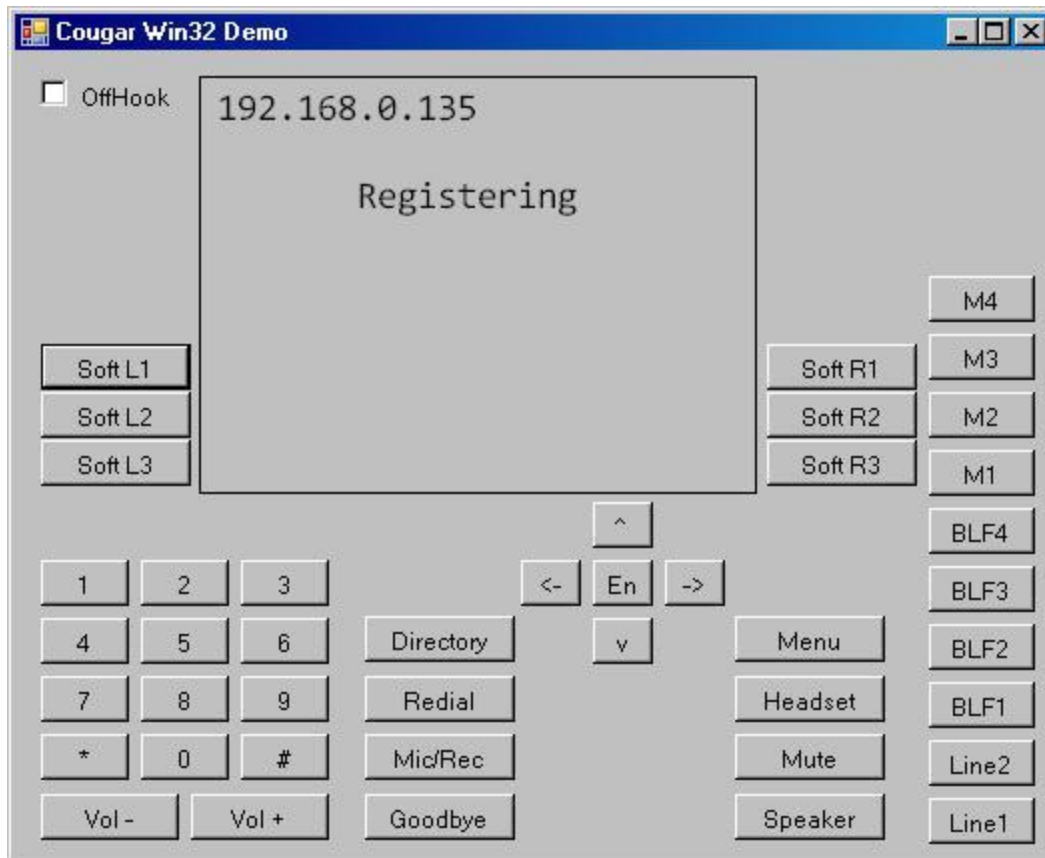 Cougar Win32 Demo
OffHook
192.168.0.135
Registering
M4
Soft L1
Soft R1
M3
Soft L2
Soft R2
M2
Soft L3
Soft R3
M1
^
BLF4
1 2 3
<- En ->
BLF3
4 5 6
Directory
v
Menu
BLF2
7 8 9
Redial
Headset
BLF1
* 0 #
Mic/Rec
Mute
Line2
Vol - Vol +
Goodbye
Speaker
Line1